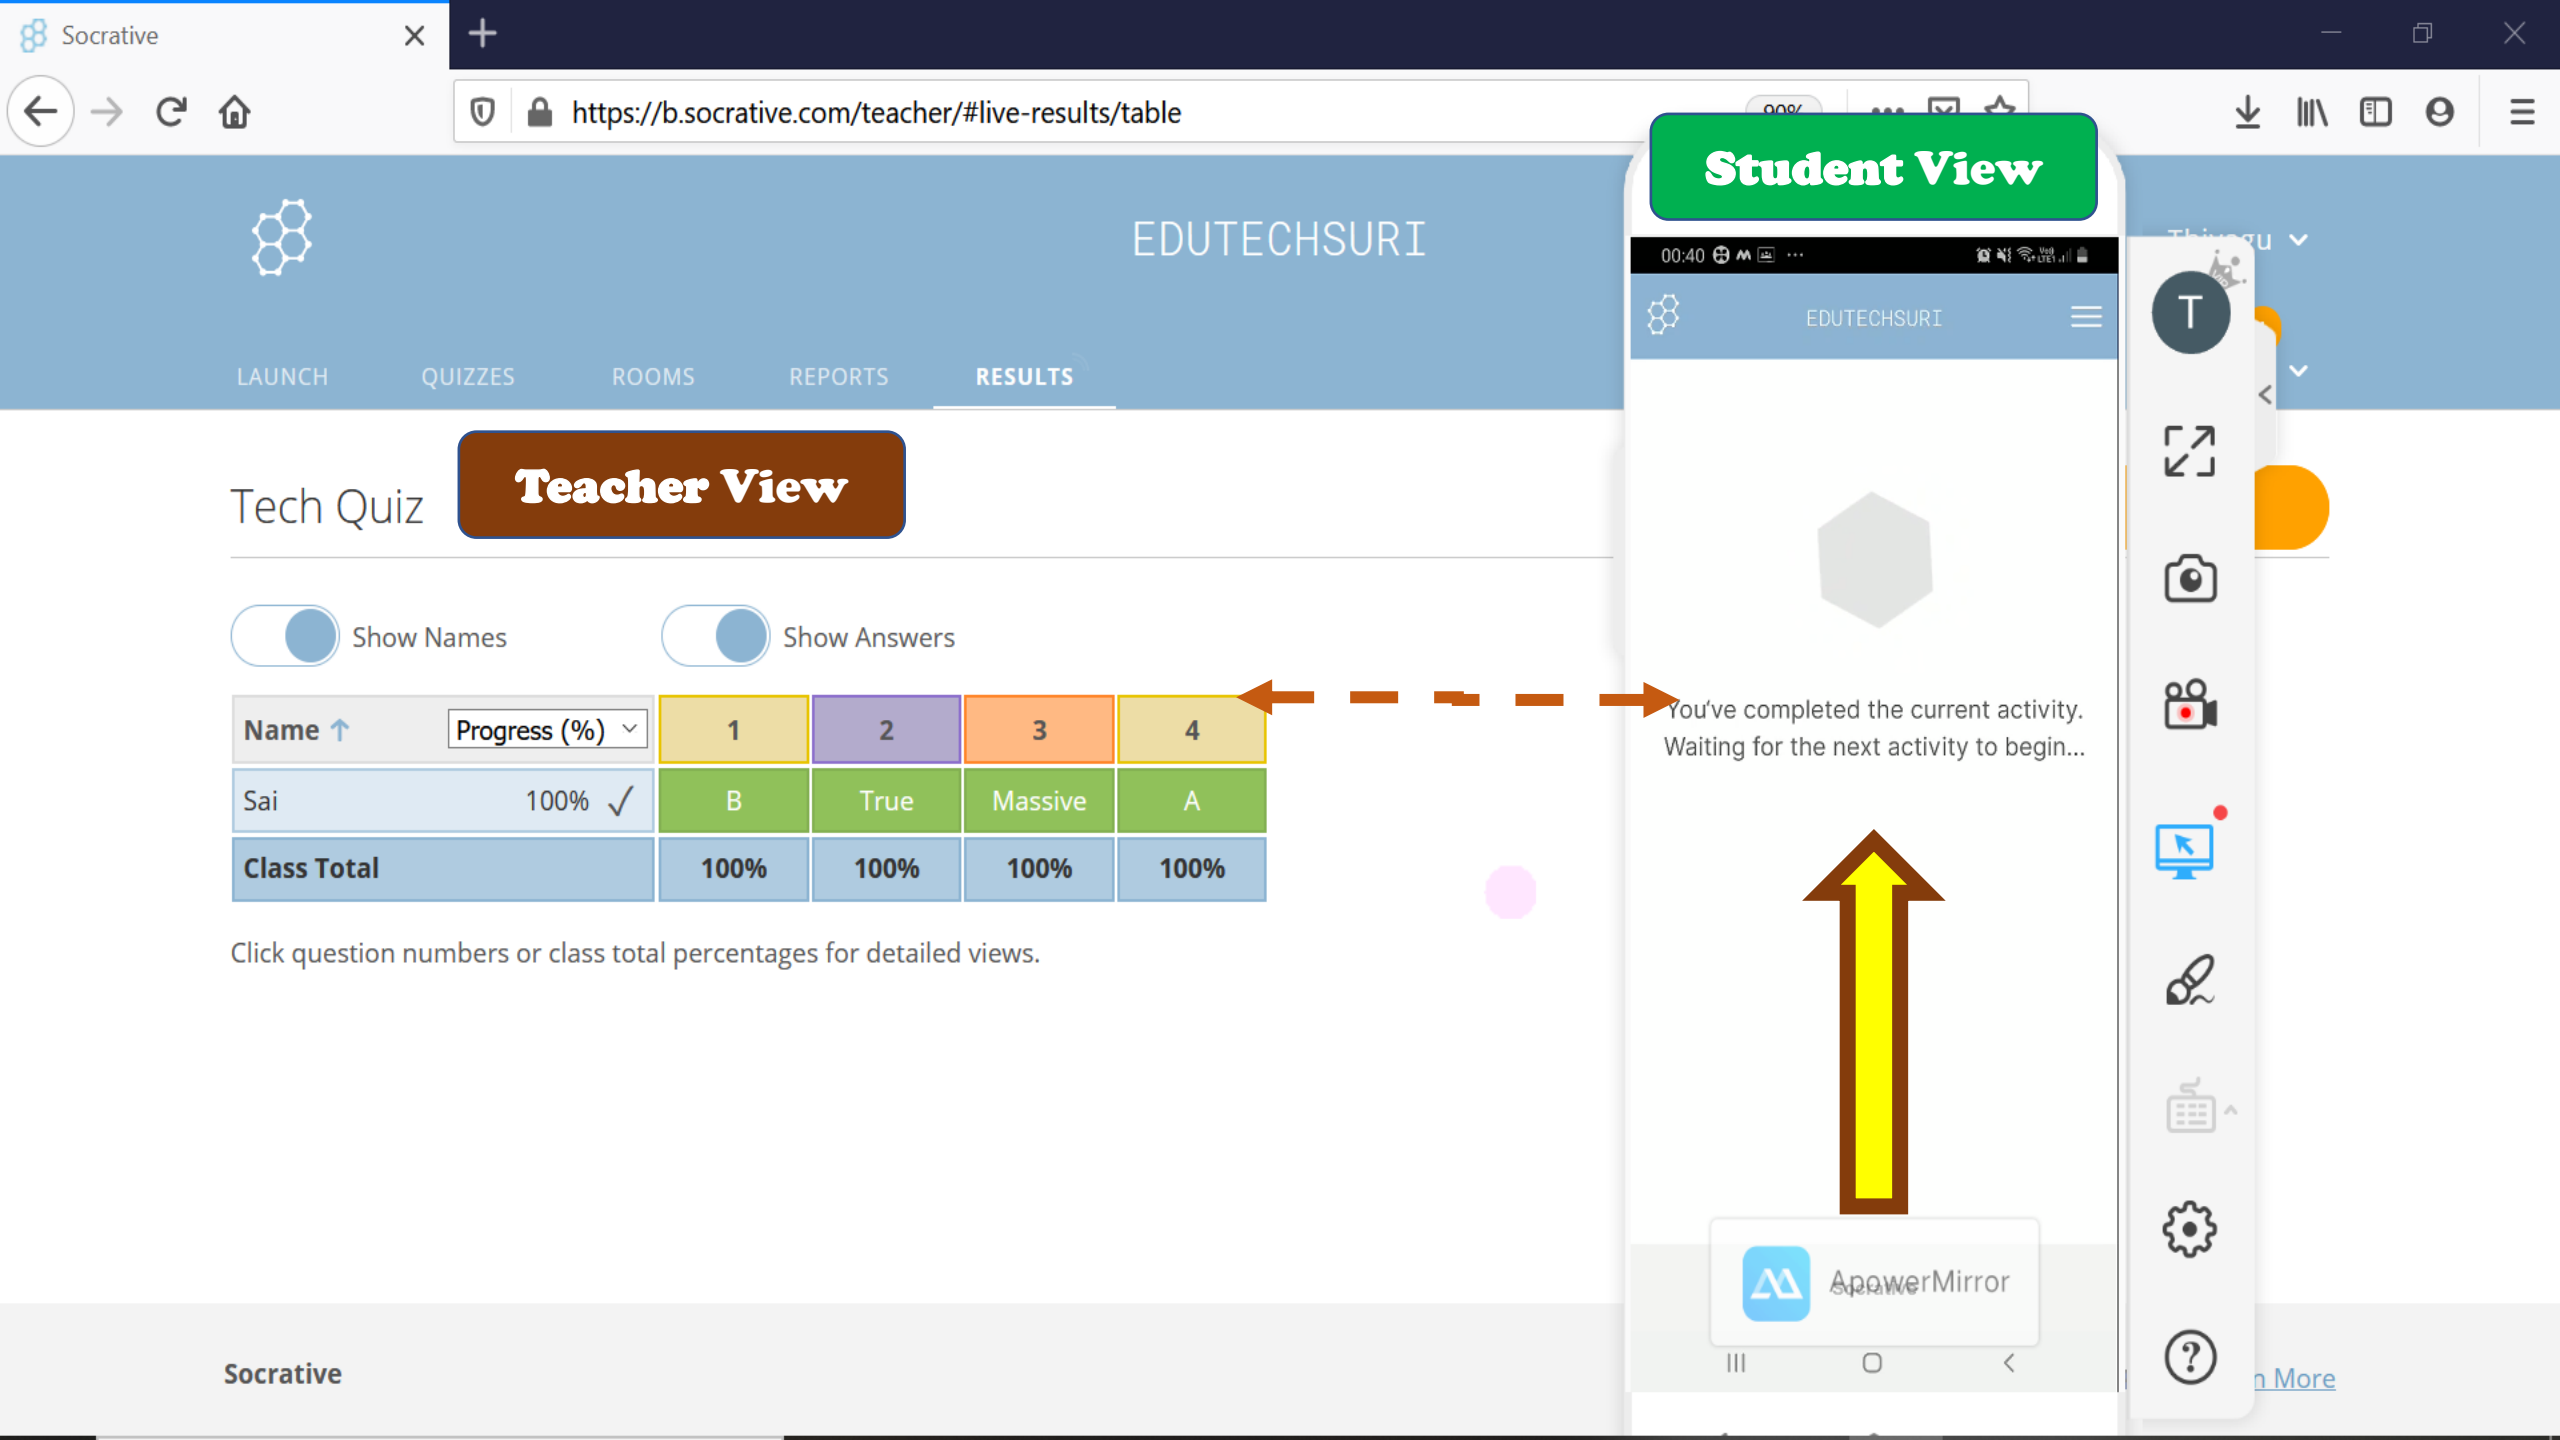 Socrative
https://b.socrative.com/teacher/#live-results/table
90%
Student View
EDUTECHSURI
00:40
EDUTECHSURI
T
LAUNCH QUIZZES ROOMS REPORTS RESULTS
Tech Quiz
Teacher View
Show Names Show Answers
Name Progress (%) 1 2 3 4
Sai 100% B True Massive A
Class Total 100% 100% 100% 100%
Click question numbers or class total percentages for detailed views.
You've completed the current activity.
Waiting for the next activity to begin...
ApowerMirror
Socrative
Socrative
More